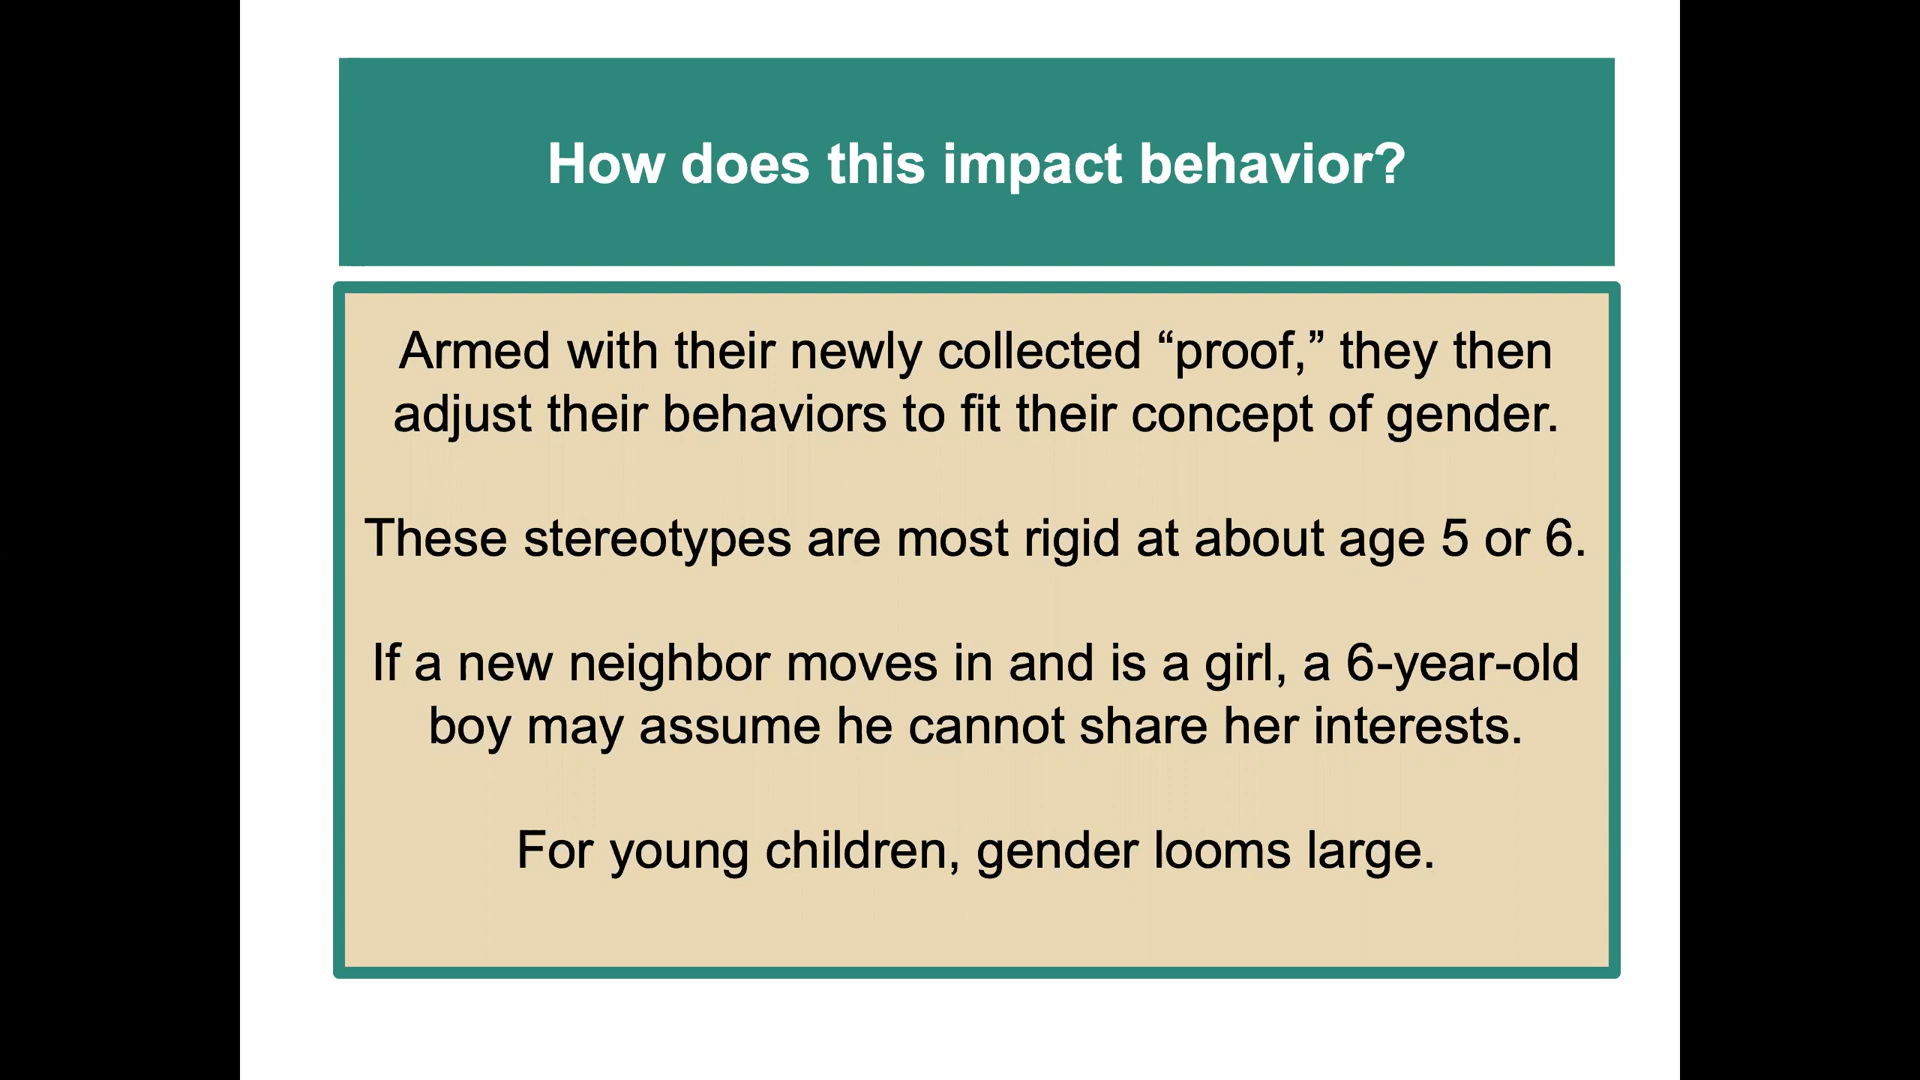 How does this impact behavior?
Armed with their newly collected “proof,” they then
adjust their behaviors to fit their concept of gender.
These stereotypes are most rigid at about age 5 or 6.
If a new neighbor moves in and is a girl, a 6-year-old
boy may assume he cannot share her interests.
For young children, gender looms large.